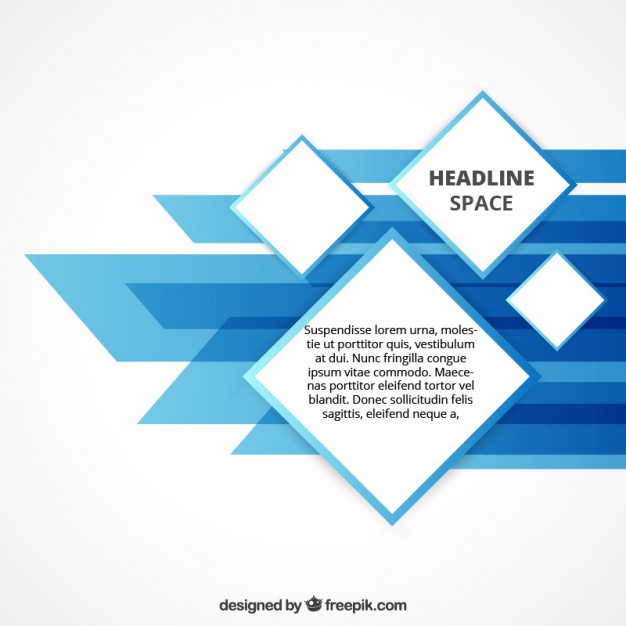 HEADLINE
SPACE
Suspendisse lorem urna, moles-
tie ut porttitor quis, vestibulum
at dui. Nunc fringilla congue
ipsum vitae commodo. Maece-
nas porttitor eleifend tortor vel
blandit. Donec sollicitudin felis
sagittis, eleifend neque a,
designed by freepik.com